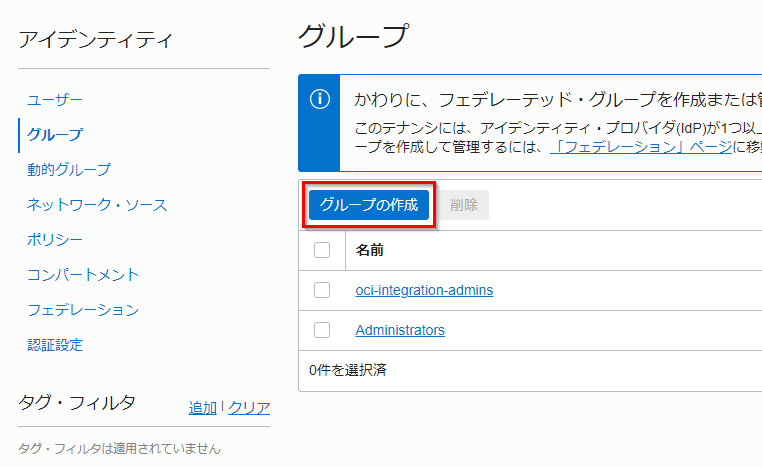 アイデンティティ
ユーザー
グループ
動的グループ
ネットワーク・ソース
ポリシー
コンパートメント
フェデレーション
認証設定
タグ・フィルタ
追加 | クリア
タグ・フィルタは適用されていません
グループ
かわりに、フェデレーテッド・グループを作成または
このテナンシには、アイデンティティ・プロバイダ(IdP)が1つ以上
ープを作成して管理するには、「フェデレーション」ページに移
グループの作成 削除
名前
oci-integration-admins
Administrators
0件を選択済